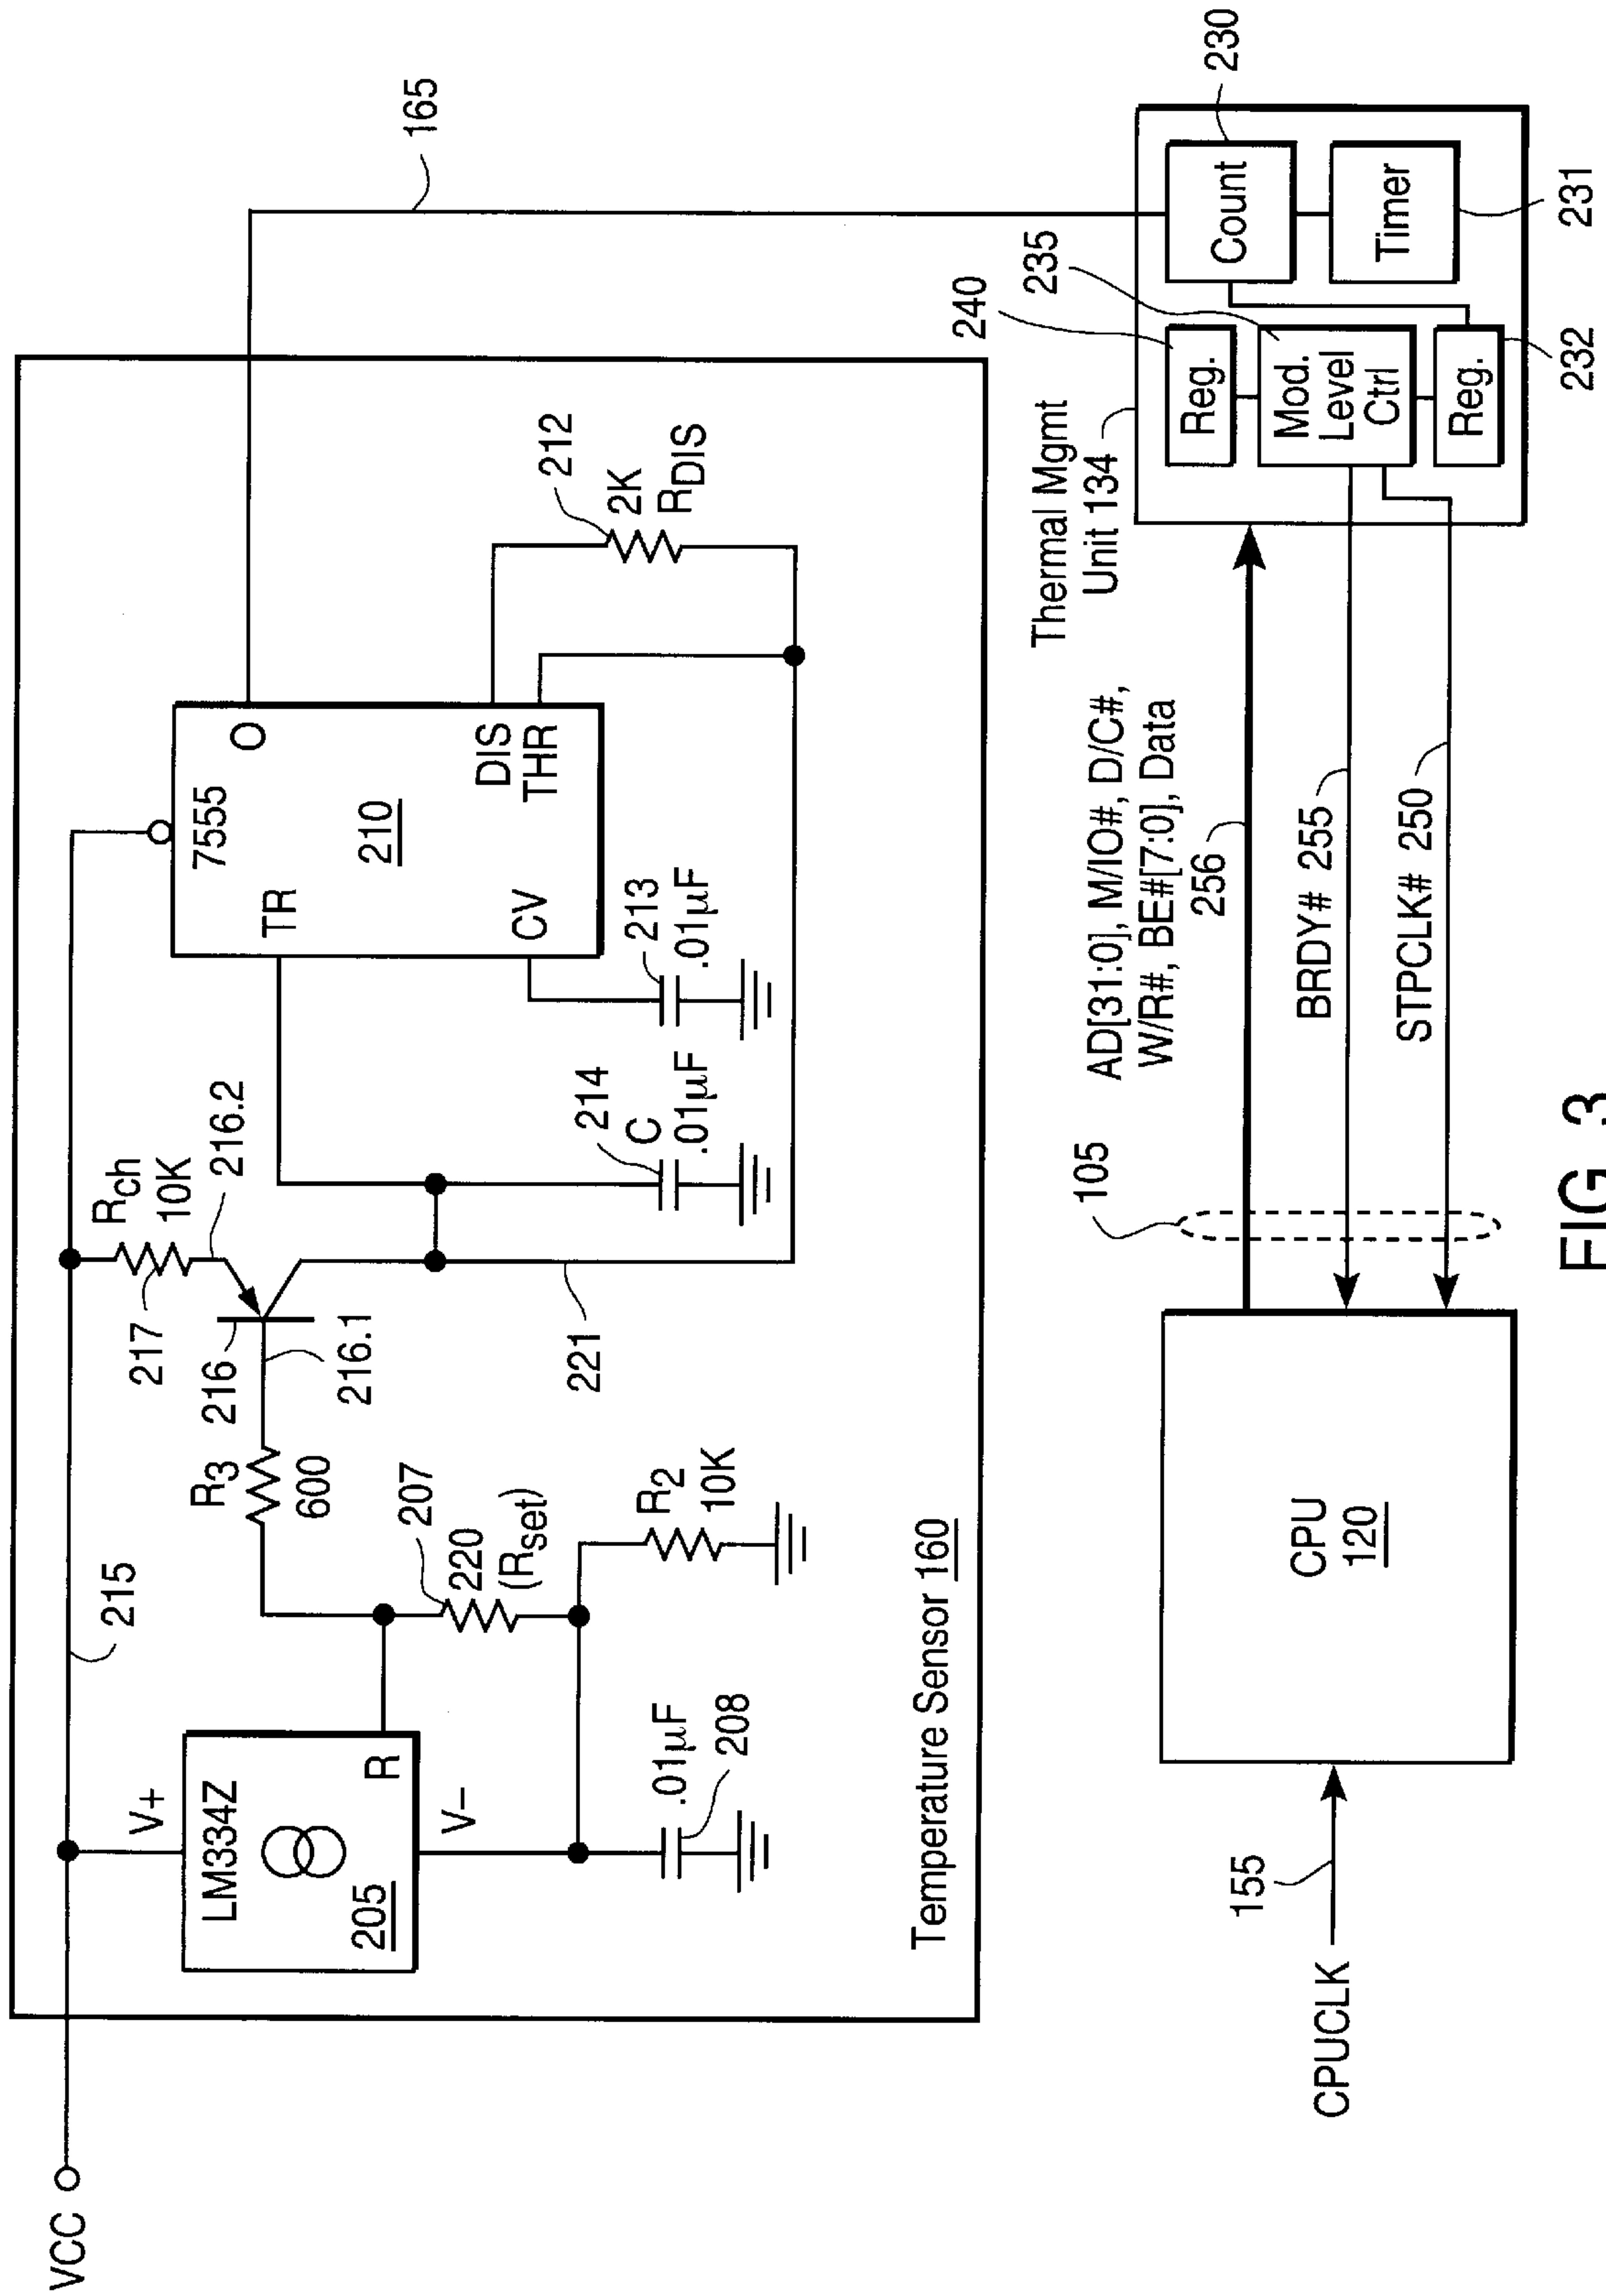 VCC
215
V+
LM334Z
205
R
V−
.01µF
208
R3
600
207
220
(Rset)
R2
10K
217
Rch
10K
216.2
216
216.1
221
214
C
.01µF
213
.01µF
7555
TR
O
210
CV
DIS
THR
212
2K
RDIS
165
Temperature Sensor 160
CPUCLK
155
CPU
120
105
AD[31:0], M/IO#, D/C#,
W/R#, BE#[7:0], Data
256
BRDY# 255
STPCLK# 250
Thermal Mgmt
Unit 134
240
235
230
Reg.
Mod.
Level
Ctrl
Reg.
Count
Timer
232
231
FIG. 3